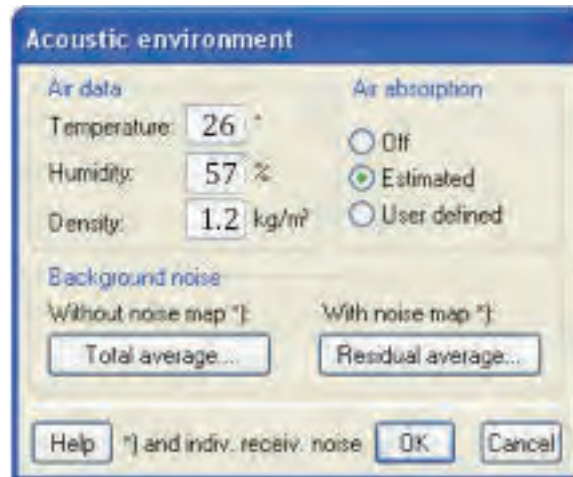 Acoustic environment
Air data
Temperature: 26 °
Humidity: 57 %
Density: 1.2 kg/m³
Air absorption
Off
Estimated
User defined
Background noise
Without noise map *): With noise map *):
Total average... Residual average...
Help *) and indiv. receiv. noise OK Cancel